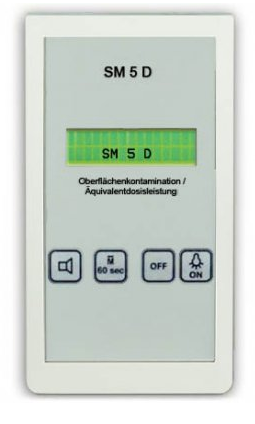 SM 5 D
SM 5 D
Oberflächenkontamination /
Äquivalentdosisleistung
M
60 sec
OFF
ON